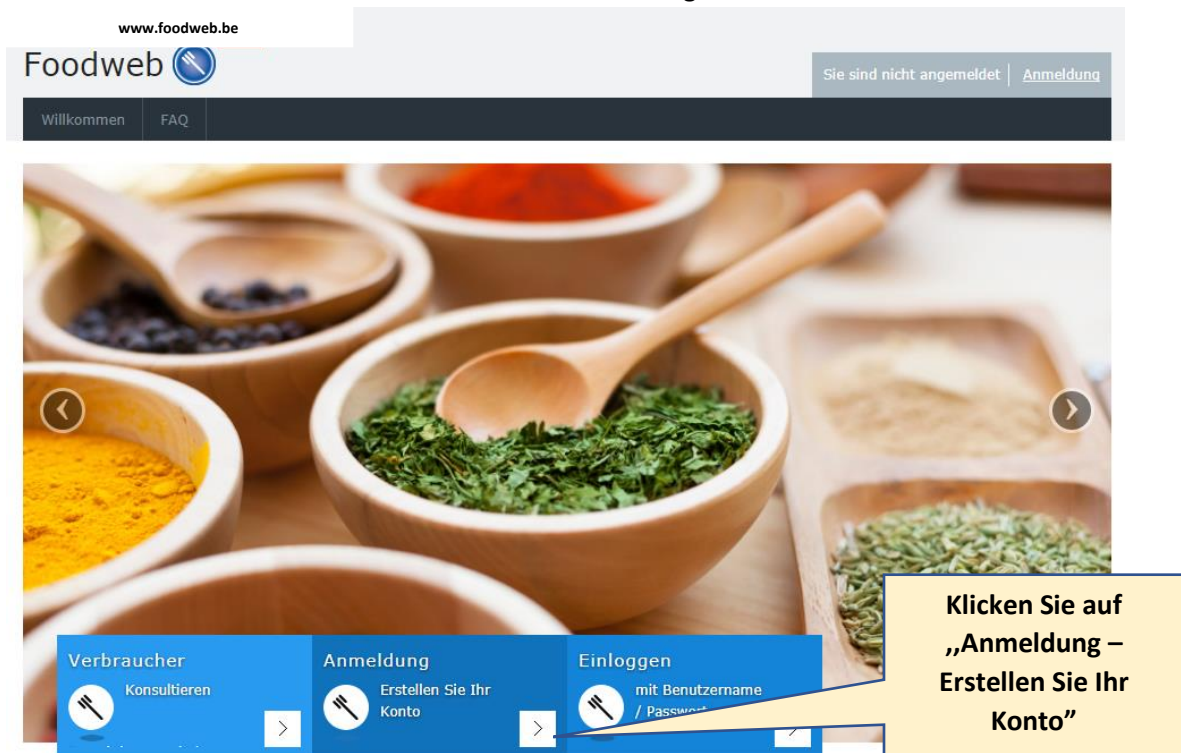 www.foodweb.be
Foodweb
Sie sind nicht angemeldet Anmeldung
Willkommen FAQ
Verbraucher
Konsultieren
Anmeldung
Erstellen Sie Ihr
Konto
Einloggen
mit Benutzername
/ Passwort
Klicken Sie auf
,,Anmeldung –
Erstellen Sie Ihr
Konto”